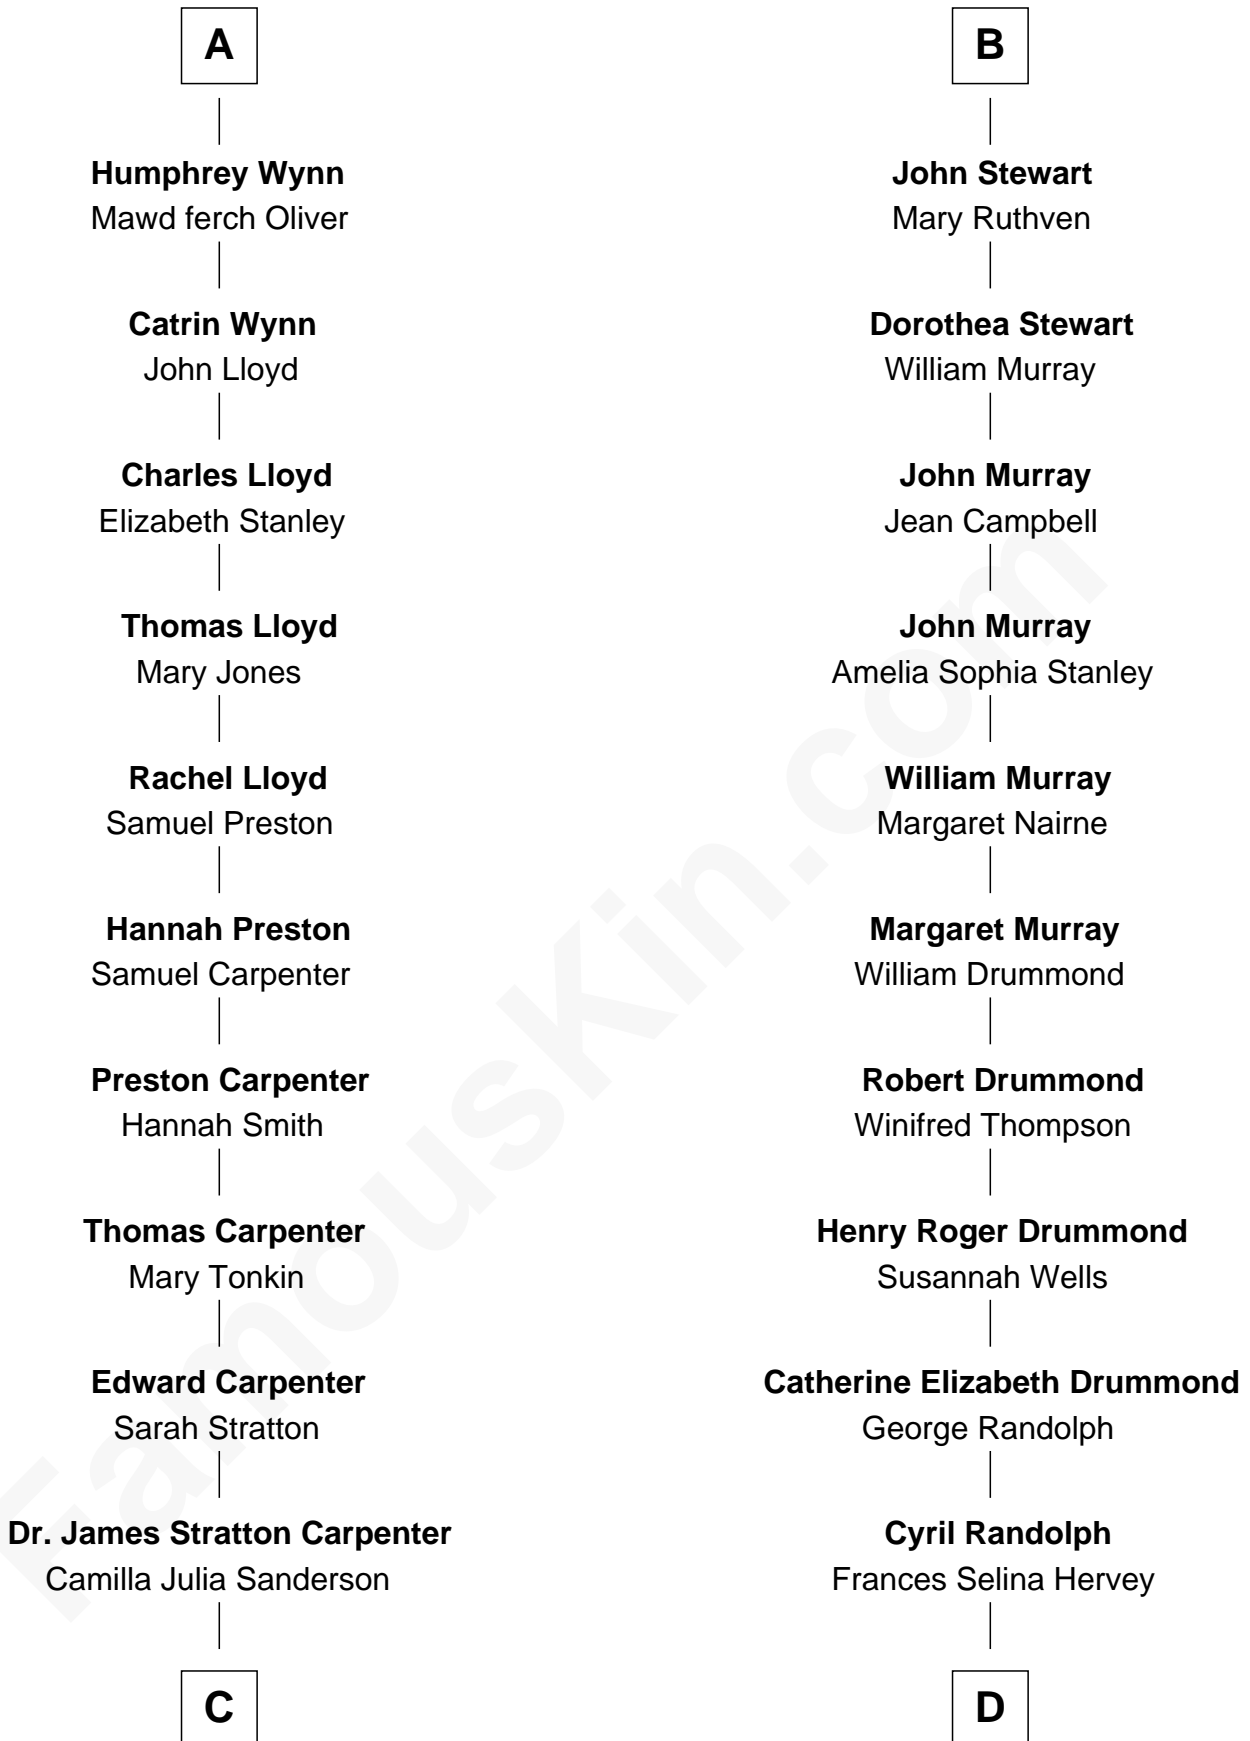 A
Humphrey Wynn
Mawd ferch Oliver
Catrin Wynn
John Lloyd
Charles Lloyd
Elizabeth Stanley
Thomas Lloyd
Mary Jones
Rachel Lloyd
Samuel Preston
Hannah Preston
Samuel Carpenter
Preston Carpenter
Hannah Smith
Thomas Carpenter
Mary Tonkin
Edward Carpenter
Sarah Stratton
Dr. James Stratton Carpenter
Camilla Julia Sanderson
C
B
John Stewart
Mary Ruthven
Dorothea Stewart
William Murray
John Murray
Jean Campbell
John Murray
Amelia Sophia Stanley
William Murray
Margaret Nairne
Margaret Murray
William Drummond
Robert Drummond
Winifred Thompson
Henry Roger Drummond
Susannah Wells
Catherine Elizabeth Drummond
George Randolph
Cyril Randolph
Frances Selina Hervey
D
FamousKin.com